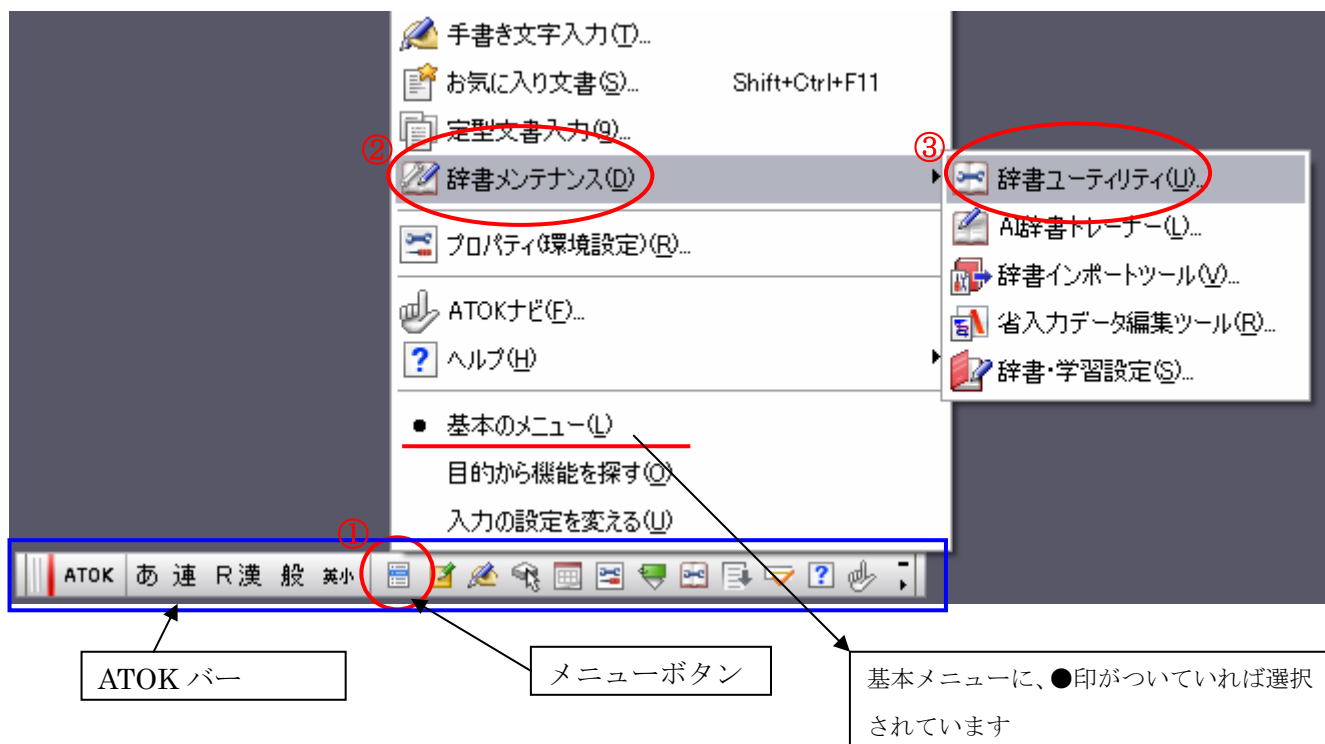 手書き文字入力(T)...
お気に入り文書(S)... Shift+Ctrl+F11
定型文書入力(9)...
② 辞書メンテナンス(D)
③ 辞書ユーティリティ(U)...
AI辞書トレーナー(L)...
辞書インポートツール(V)...
省入力データ編集ツール(R)...
辞書・学習設定(S)...
プロパティ(環境設定)(R)...
ATOKナビ(F)...
ヘルプ(H)
● 基本のメニュー(L)
目的から機能を探す(O)
入力の設定を変える(U)
①
ATOK あ 連 R漢 般 英小
ATOK バー
メニューボタン
基本メニューに、●印がついていれば選択
されています